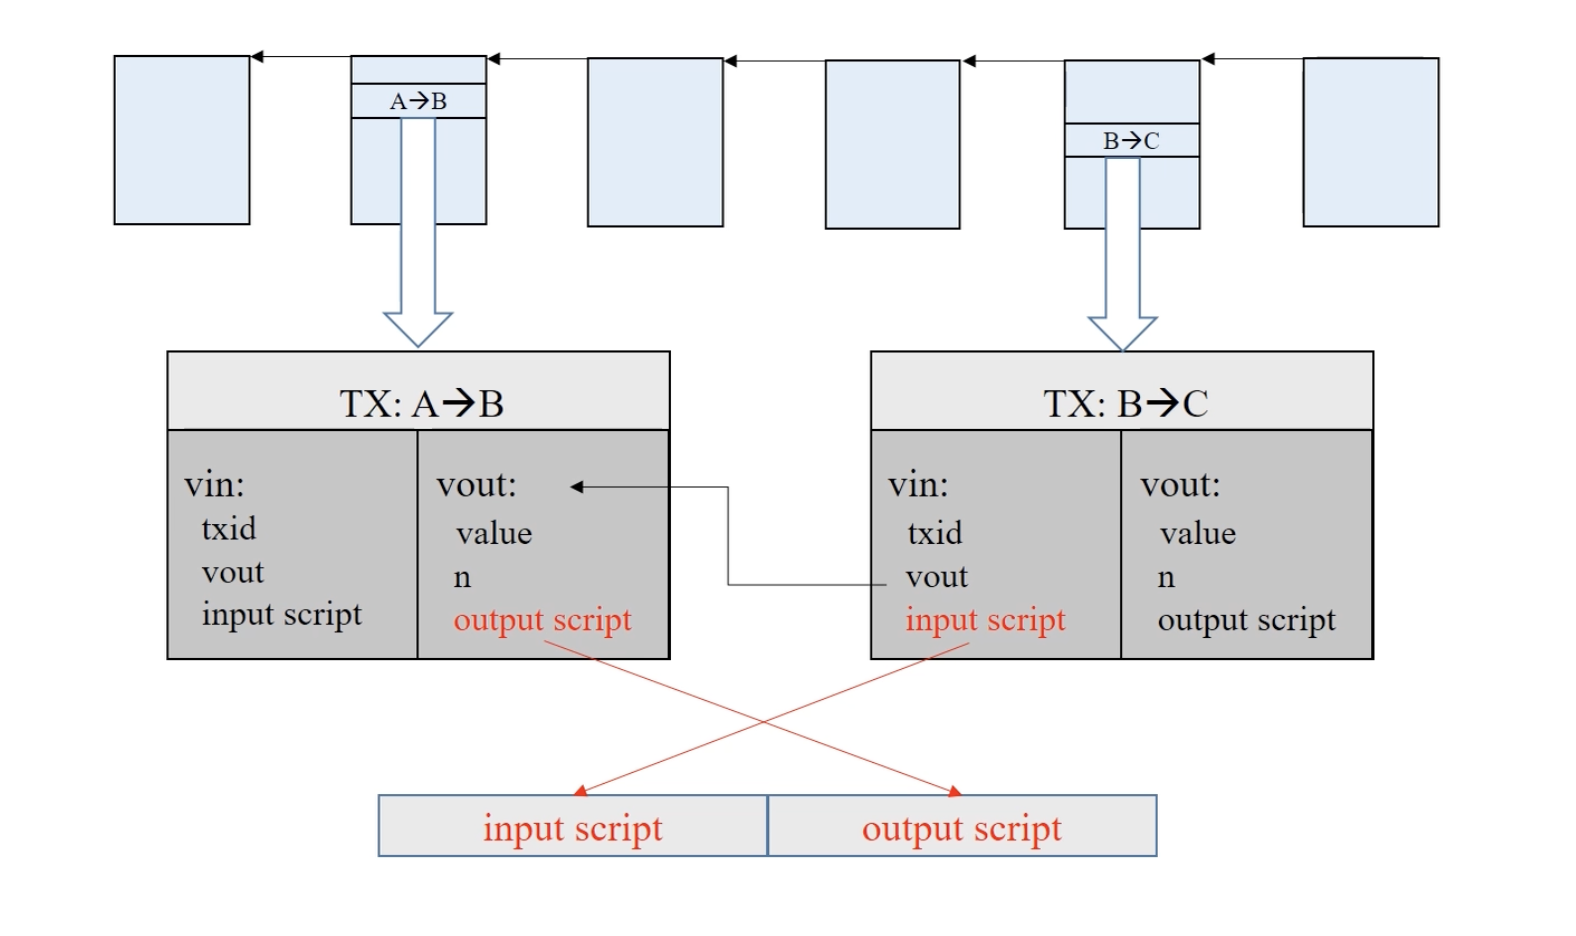 A→B
B→C
TX: A→B
vin:
txid
vout
input script
vout:
value
n
output script
TX: B→C
vin:
txid
vout
input script
vout:
value
n
output script
input script
output script